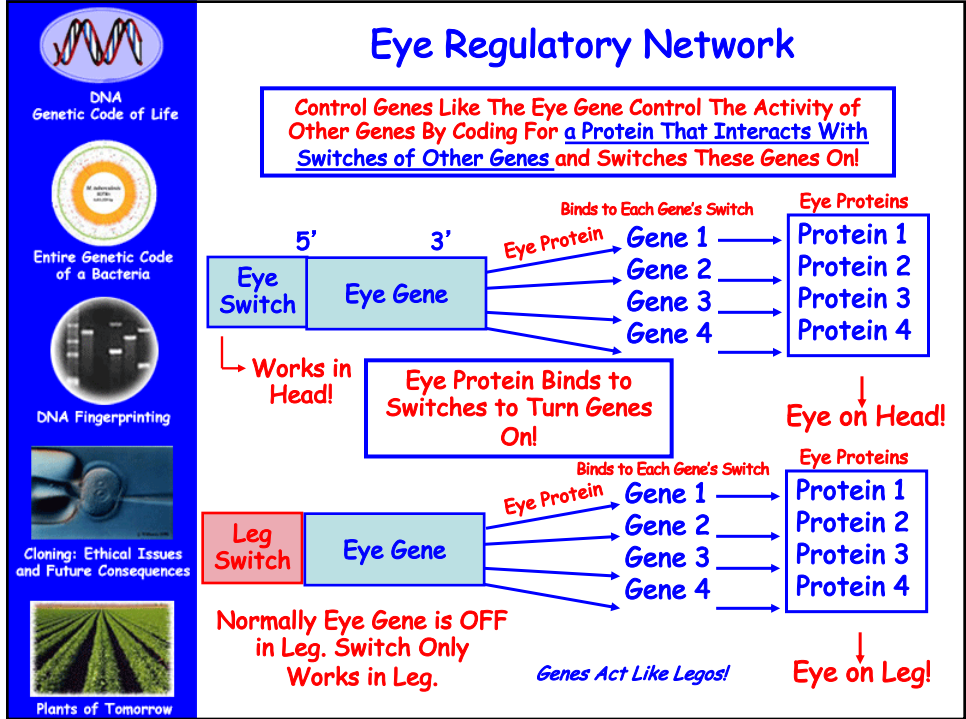 Eye Regulatory Network
DNA
Genetic Code of Life
Entire Genetic Code
of a Bacteria
DNA Fingerprinting
Cloning: Ethical Issues
and Future Consequences
Plants of Tomorrow
Control Genes Like The Eye Gene Control The Activity of
Other Genes By Coding For a Protein That Interacts With
Switches of Other Genes and Switches These Genes On!
Binds to Each Gene's Switch
Eye Proteins
5’
3’
Eye
Switch
Eye Gene
Eye Protein
Gene 1
Gene 2
Gene 3
Gene 4
Protein 1
Protein 2
Protein 3
Protein 4
Works in
Head!
Eye Protein Binds to
Switches to Turn Genes
On!
Eye on Head!
Binds to Each Gene's Switch
Eye Proteins
Leg
Switch
Eye Gene
Eye Protein
Gene 1
Gene 2
Gene 3
Gene 4
Protein 1
Protein 2
Protein 3
Protein 4
Normally Eye Gene is OFF
in Leg. Switch Only
Works in Leg.
Genes Act Like Legos!
Eye on Leg!